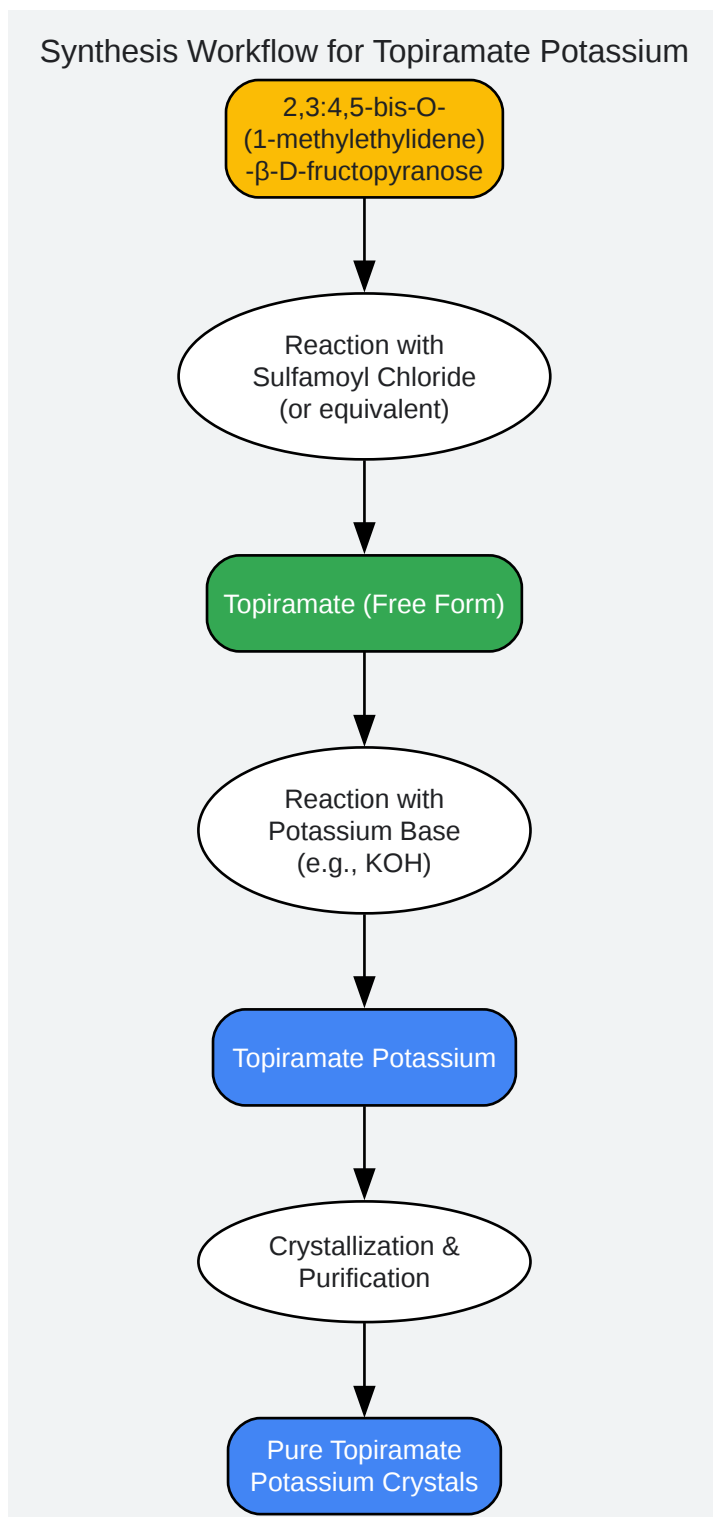 Synthesis Workflow for Topiramate Potassium
2,3:4,5-bis-O-
(1-methylethylidene)
-β-D-fructopyranose
Reaction with
Sulfamoyl Chloride
(or equivalent)
Topiramate (Free Form)
Reaction with
Potassium Base
(e.g., KOH)
Topiramate Potassium
Crystallization &
Purification
Pure Topiramate
Potassium Crystals